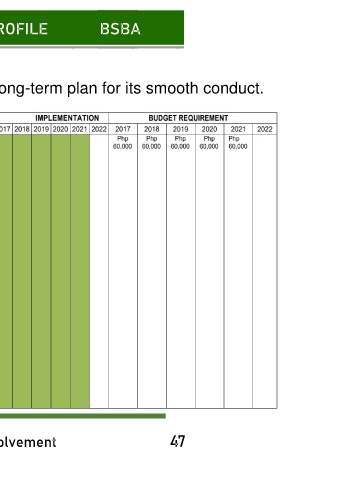 ROFILE BSBA
ong-term plan for its smooth conduct.
IMPLEMENTATION BUDGET REQUIREMENT
017 2018 2019 2020 2021 2022 2017 2018 2019 2020 2021 2022
Php Php Php Php Php
60,000 60,000 60,000 60,000 60,000
olvement 47